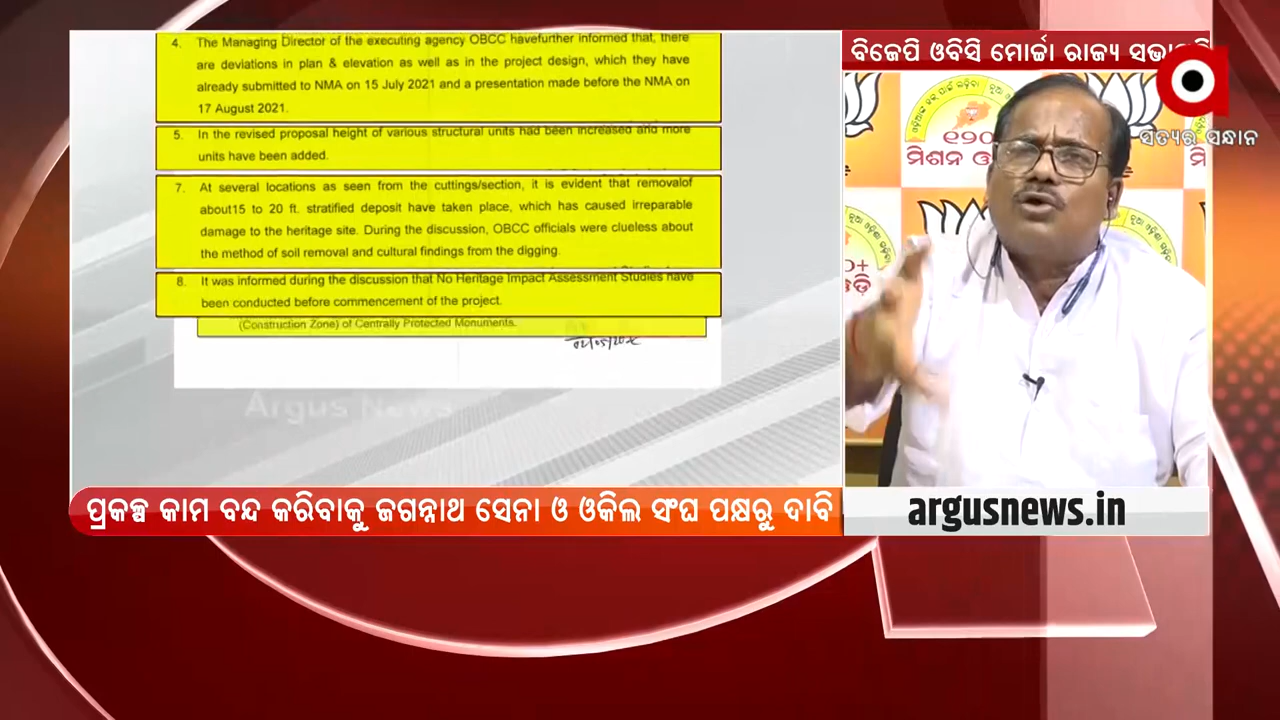 4. The Managing Director of the executing agency OBCC havefurther informed that, there
are deviations in plan & elevation as well as in the project design, which they have
already submitted to NMA on 15 July 2021 and a presentation made before the NMA on
17 August 2021.
5. In the revised proposal height of various structural units had been increased and more
units have been added.
7. At several locations as seen from the cuttings/section, it is evident that removalof
about15 to 20 ft. stratified deposit have taken place, which has caused irreparable
damage to the heritage site. During the discussion, OBCC officials were clueless about
the method of soil removal and cultural findings from the digging.
8. It was informed during the discussion that No Heritage Impact Assessment Studies have
been conducted before commencement of the project.
(Construction Zone) of Centrally Protected Monuments.
Argus News
ବିଜେପି ଓବିସି ମୋର୍ଚ୍ଚା ରାଜ୍ୟ
ସତ୍ୟର ସନ୍ଧାନ
୧୨୦
ମିଶନ
ପ୍ରକଳ୍ପ କାମ ବନ୍ଦ କରିବାକୁ ଜଗନ୍ନାଥ ସେନା ଓ ଓକିଲ ସଂଘ ପକ୍ଷରୁ ଦାବି
argusnews.in